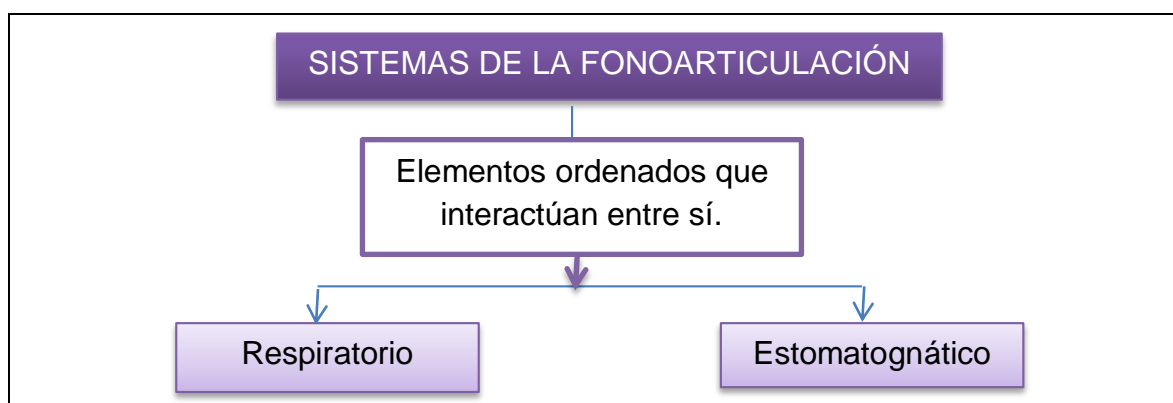 SISTEMAS DE LA FONOARTICULACIÓN
Elementos ordenados que
interactúan entre sí.
Respiratorio
Estomatognático